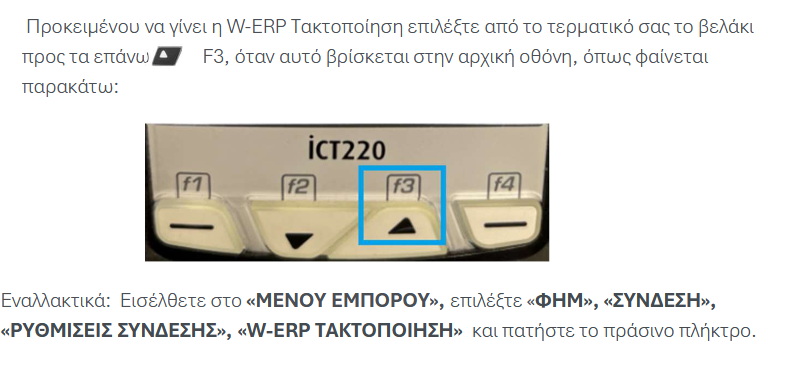 Προκειμένου να γίνει η W-ERP Τακτοποίηση επιλέξτε από το τερματικό σας το βελάκι
προς τα επάνω F3, όταν αυτό βρίσκεται στην αρχική οθόνη, όπως φαίνεται
παρακάτω:
iCT220
f1 f2 f3 f4
Εναλλακτικά: Εισέλθετε στο «ΜΕΝΟΥ ΕΜΠΟΡΟΥ», επιλέξτε «ΦΗΜ», «ΣΥΝΔΕΣΗ»,
«ΡΥΘΜΙΣΕΙΣ ΣΥΝΔΕΣΗΣ», «W-ERP ΤΑΚΤΟΠΟΙΗΣΗ» και πατήστε το πράσινο πλήκτρο.